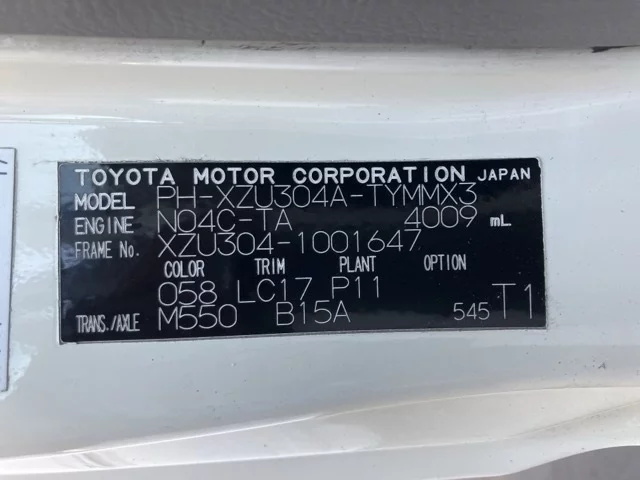 TOYOTA MOTOR CORPORATION JAPAN
MODEL PH-XZU304A-TYMMX3
ENGINE N04C-TA 4009 mL
FRAME No. XZU304-1001647
COLOR TRIM PLANT OPTION
058 LC17 P11
TRANS./AXLE M550 B15A 545 T1